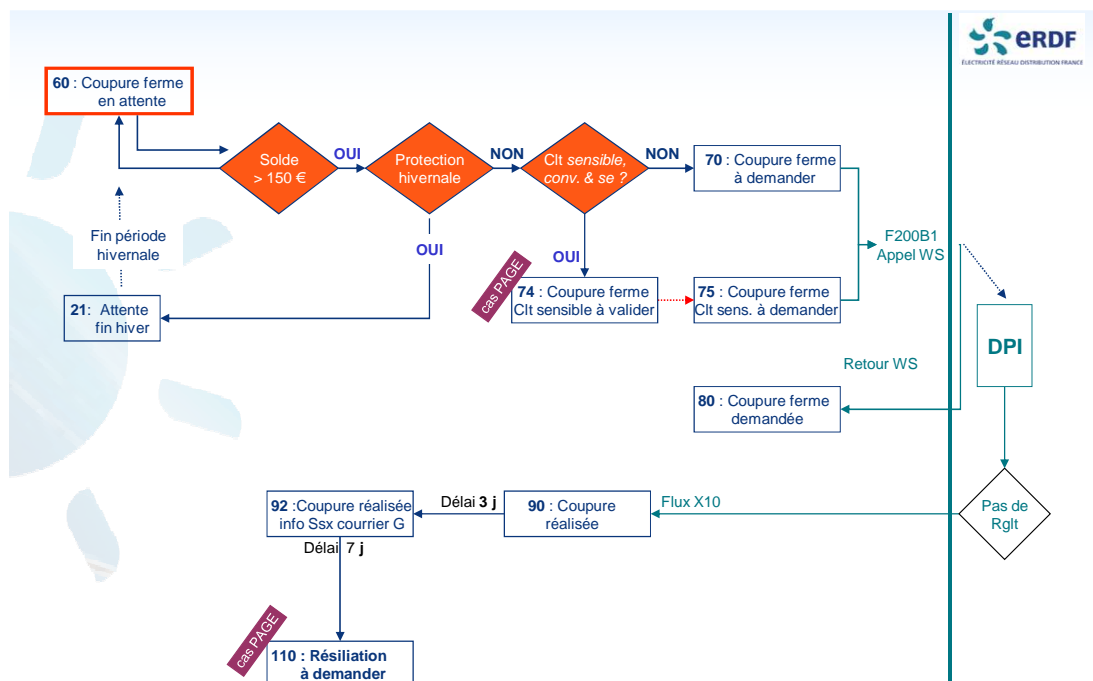 eRDF
ÉLECTRICITÉ RÉSEAU DISTRIBUTION FRANCE
60 : Coupure ferme
en attente
Solde
> 150 €
OUI
Protection
hivernale
NON
Clt sensible,
conv. & se ?
NON
70 : Coupure ferme
à demander
Fin période
hivernale
OUI
OUI
F200B1
Appel WS
cas PAGE
21: Attente
fin hiver
74 : Coupure ferme
Clt sensible à valider
75 : Coupure ferme
Clt sens. à demander
DPI
Retour WS
80 : Coupure ferme
demandée
92 :Coupure réalisée
info Ssx courrier G
Délai 3 j
90 : Coupure
réalisée
Flux X10
Pas de
Rglt
Délai 7 j
cas PAGE
110 : Résiliation
à demander